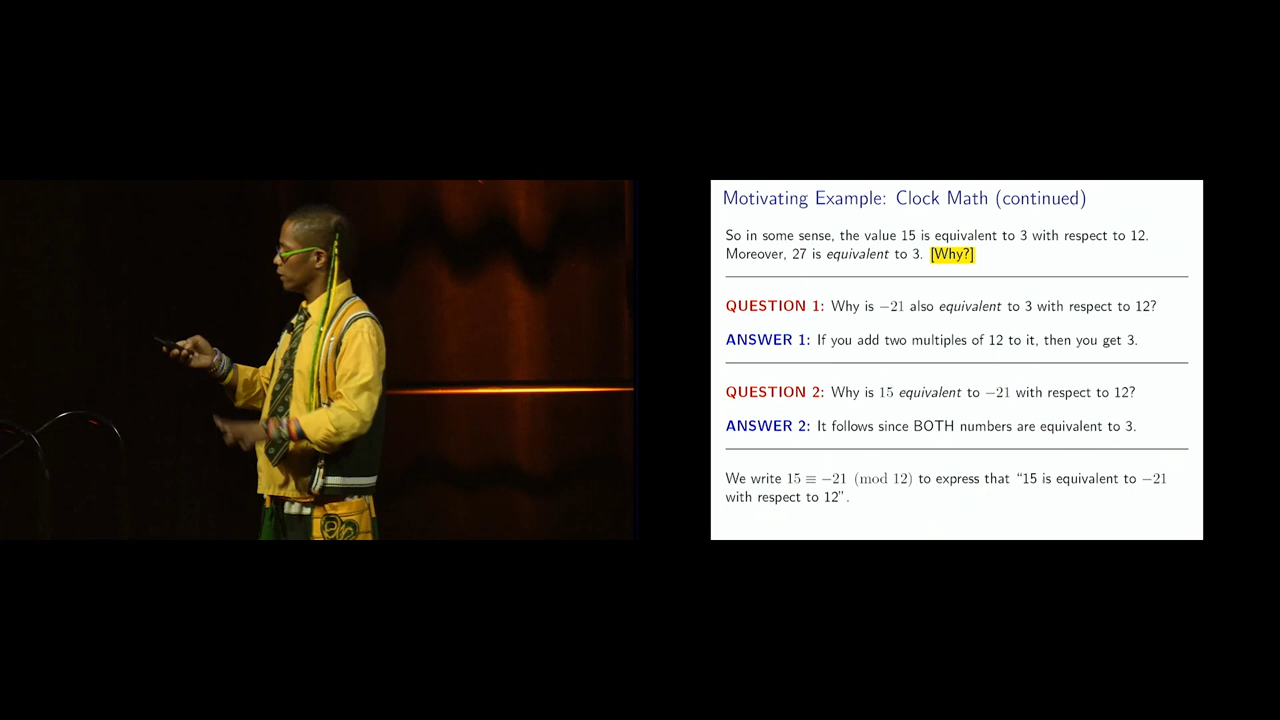 Motivating Example: Clock Math (continued)
So in some sense, the value 15 is equivalent to 3 with respect to 12.
Moreover, 27 is equivalent to 3. [Why?]
QUESTION 1: Why is −21 also equivalent to 3 with respect to 12?
ANSWER 1: If you add two multiples of 12 to it, then you get 3.
QUESTION 2: Why is 15 equivalent to −21 with respect to 12?
ANSWER 2: It follows since BOTH numbers are equivalent to 3.
We write 15 ≡ −21 (mod 12) to express that “15 is equivalent to −21
with respect to 12”.